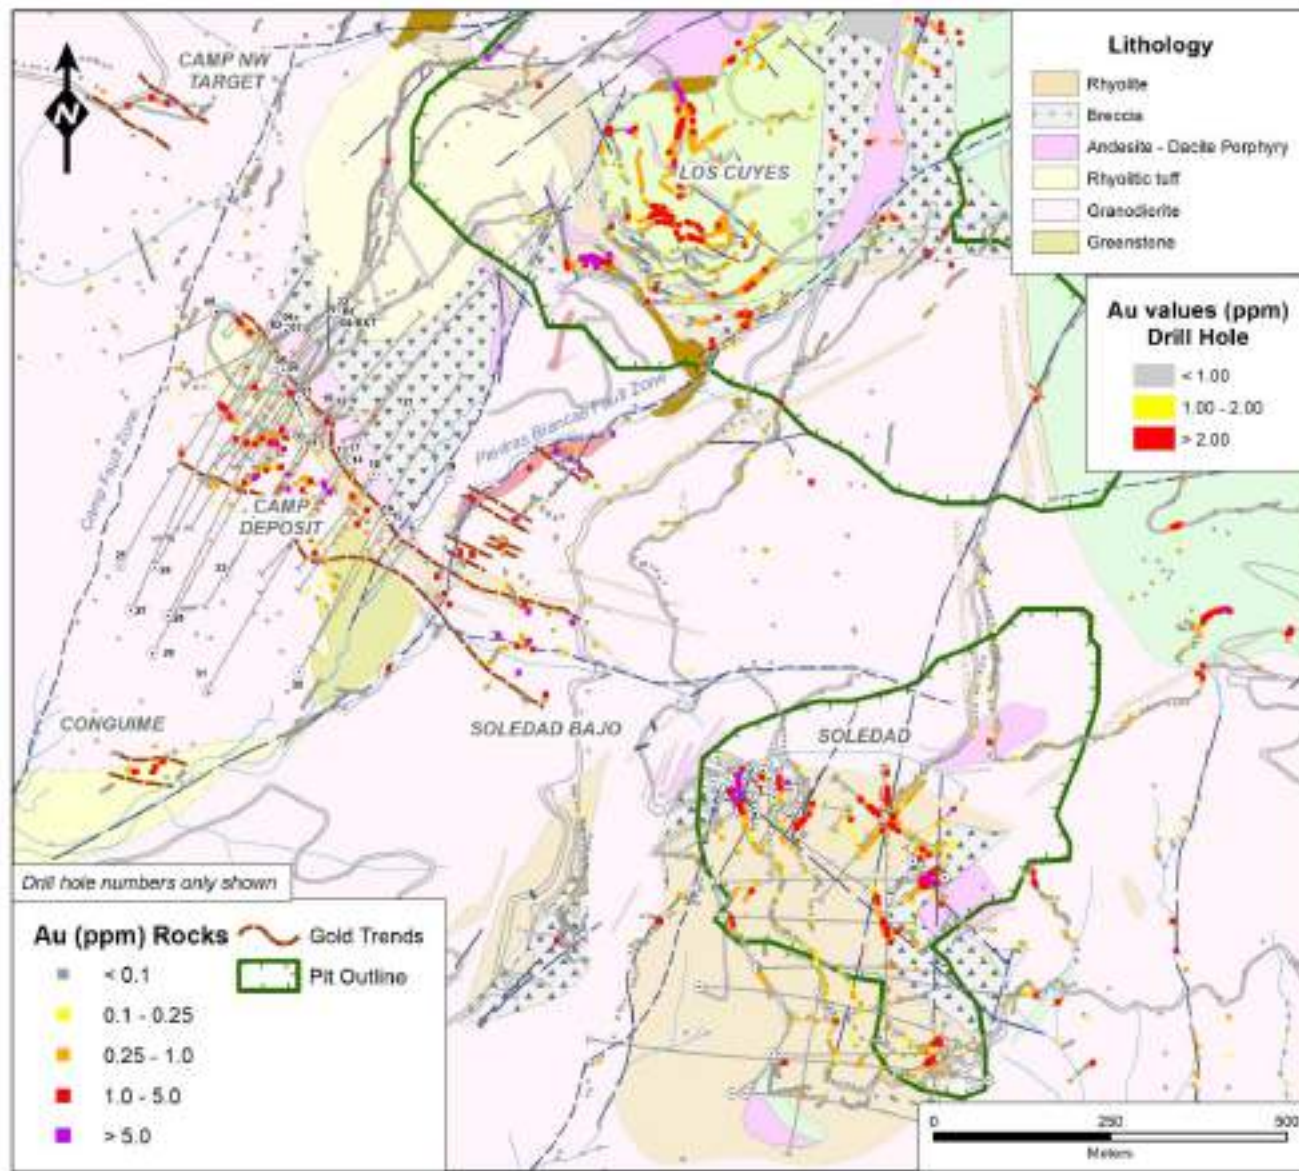 CAMP NW
TARGET
N
LOS CUYES
Lithology
Rhyolite
Breccia
Andesite - Dacite Porphyry
Rhyolitic tuff
Granodiorite
Greenstone
Au values (ppm)
Drill Hole
< 1.00
1.00 - 2.00
> 2.00
Piedras Blancas Fault Zone
Camp Fault Zone
CAMP
DEPOSIT
CONGUIME
SOLEDAD BAJO
SOLEDAD
Drill hole numbers only shown
Au (ppm) Rocks
< 0.1
0.1 - 0.25
0.25 - 1.0
1.0 - 5.0
> 5.0
Gold Trends
Pit Outline
0 250 500
Meters